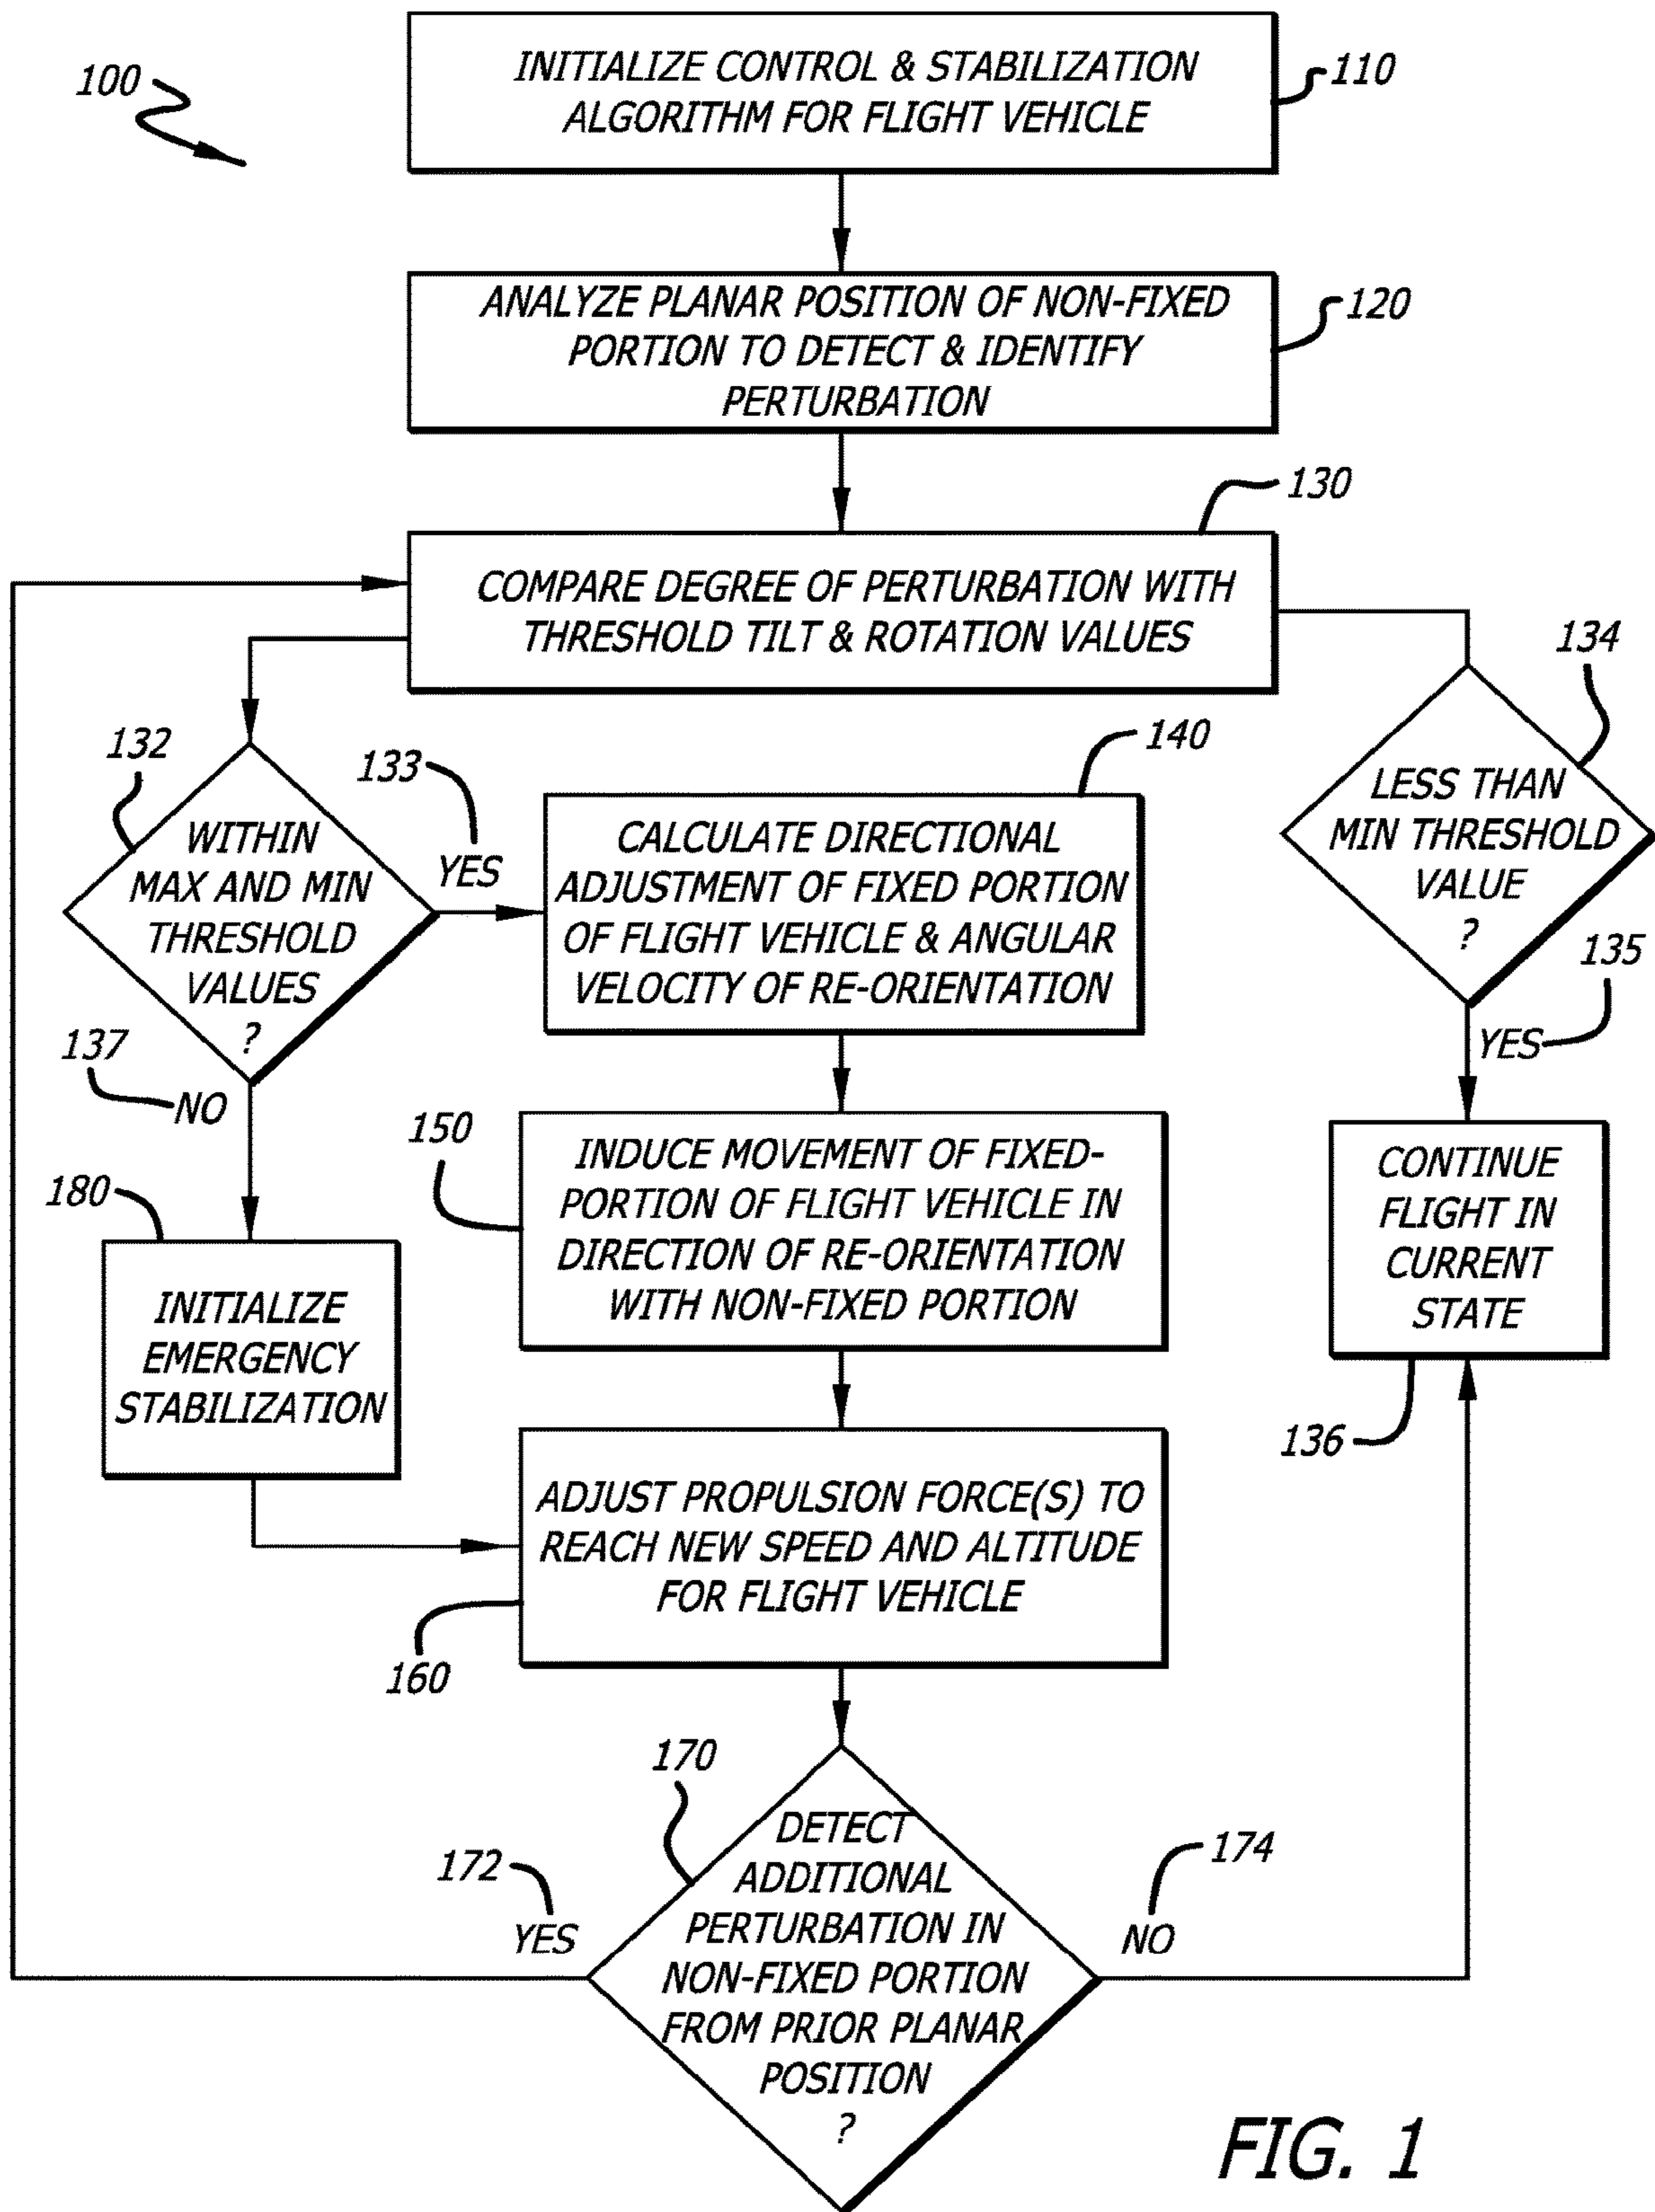 100
INITIALIZE CONTROL & STABILIZATION
ALGORITHM FOR FLIGHT VEHICLE
110
ANALYZE PLANAR POSITION OF NON-FIXED
PORTION TO DETECT & IDENTIFY
PERTURBATION
120
130
COMPARE DEGREE OF PERTURBATION WITH
THRESHOLD TILT & ROTATION VALUES
132
WITHIN
MAX AND MIN
THRESHOLD
VALUES
?
133
YES
140
CALCULATE DIRECTIONAL
ADJUSTMENT OF FIXED PORTION
OF FLIGHT VEHICLE & ANGULAR
VELOCITY OF RE-ORIENTATION
134
LESS THAN
MIN THRESHOLD
VALUE
?
135
YES
137
NO
150
INDUCE MOVEMENT OF FIXED-
PORTION OF FLIGHT VEHICLE IN
DIRECTION OF RE-ORIENTATION
WITH NON-FIXED PORTION
CONTINUE
FLIGHT IN
CURRENT
STATE
136
180
INITIALIZE
EMERGENCY
STABILIZATION
ADJUST PROPULSION FORCE(S) TO
REACH NEW SPEED AND ALTITUDE
FOR FLIGHT VEHICLE
160
170
DETECT
ADDITIONAL
PERTURBATION IN
NON-FIXED PORTION
FROM PRIOR PLANAR
POSITION
?
172
YES
174
NO
FIG. 1